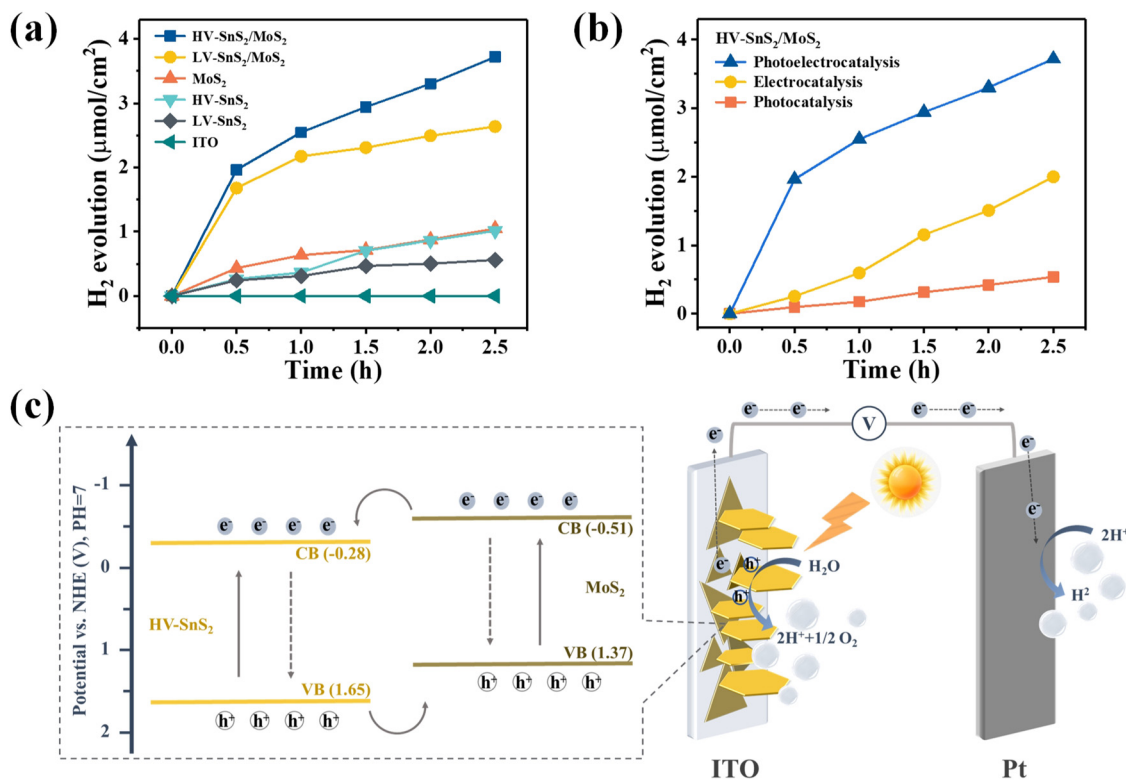 (a)
HV-SnS₂/MoS₂
LV-SnS₂/MoS₂
MoS₂
HV-SnS₂
LV-SnS₂
ITO
H₂ evolution (μmol/cm²)
4
3
2
1
0
0.0 0.5 1.0 1.5 2.0 2.5
Time (h)
(b)
HV-SnS₂/MoS₂
Photoelectrocatalysis
Electrocatalysis
Photocatalysis
H₂ evolution (μmol/cm²)
4
3
2
1
0
0.0 0.5 1.0 1.5 2.0 2.5
Time (h)
(c)
Potential vs. NHE (V), PH=7
-1
0
1
2
e⁻ e⁻ e⁻ e⁻
CB (-0.28)
HV-SnS₂
VB (1.65)
h⁺ h⁺ h⁺ h⁺
e⁻ e⁻ e⁻ e⁻
CB (-0.51)
MoS₂
VB (1.37)
h⁺ h⁺ h⁺ h⁺
e⁻ e⁻
V
e⁻ e⁻
e⁻
e⁻
e⁻
h⁺
h⁺
H₂O
2H⁺+1/2 O₂
ITO
e⁻
e⁻
2H⁺
H²
Pt